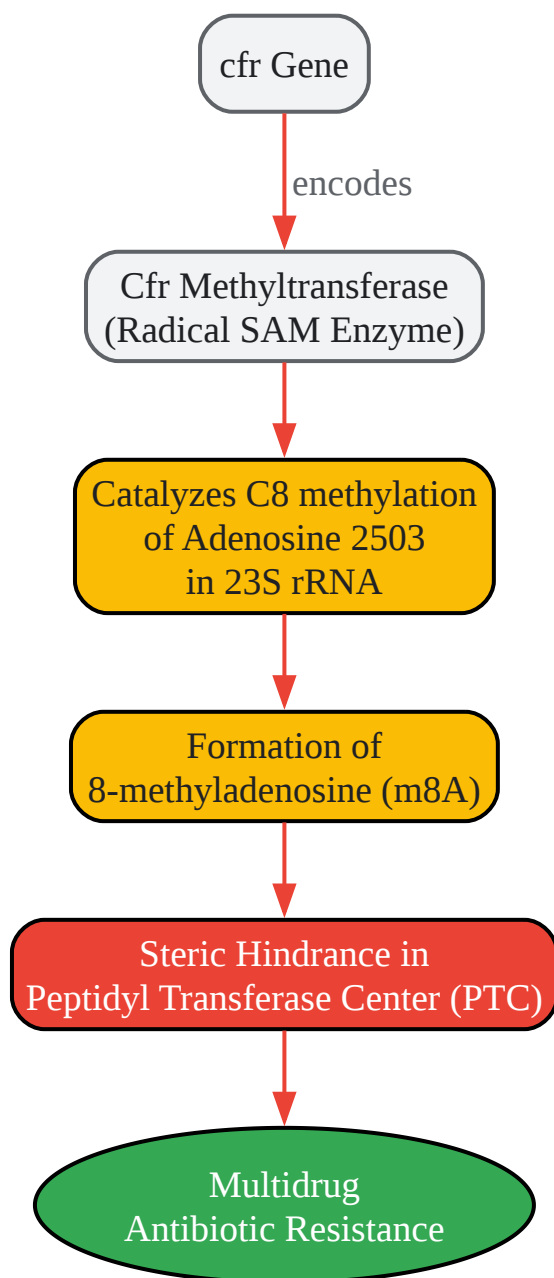 cfr Gene
encodes
Cfr Methyltransferase
(Radical SAM Enzyme)
Catalyzes C8 methylation
of Adenosine 2503
in 23S rRNA
Formation of
8-methyladenosine (m8A)
Steric Hindrance in
Peptidyl Transferase Center (PTC)
Multidrug
Antibiotic Resistance